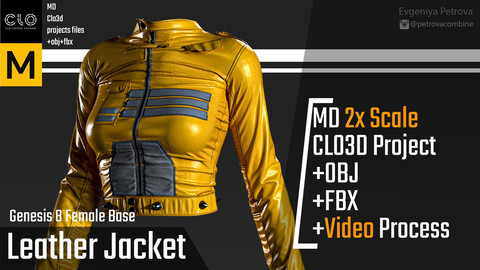 CLO
MD
Clo3d
projects files
+obj+fbx
Evgeniya Petrova
@petrovacombine
M
MD 2x Scale
CLO3D Project
+OBJ
+FBX
+Video Process
Genesis 8 Female Base
Leather Jacket